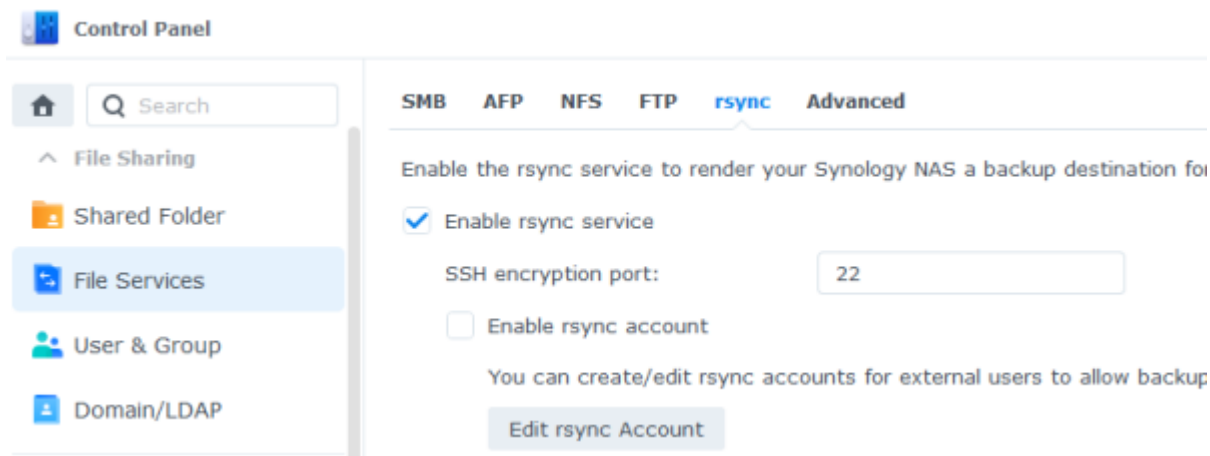 Control Panel
Search
File Sharing
Shared Folder
File Services
User & Group
Domain/LDAP
SMB AFP NFS FTP rsync Advanced
Enable the rsync service to render your Synology NAS a backup destination for
Enable rsync service
SSH encryption port: 22
Enable rsync account
You can create/edit rsync accounts for external users to allow backup
Edit rsync Account